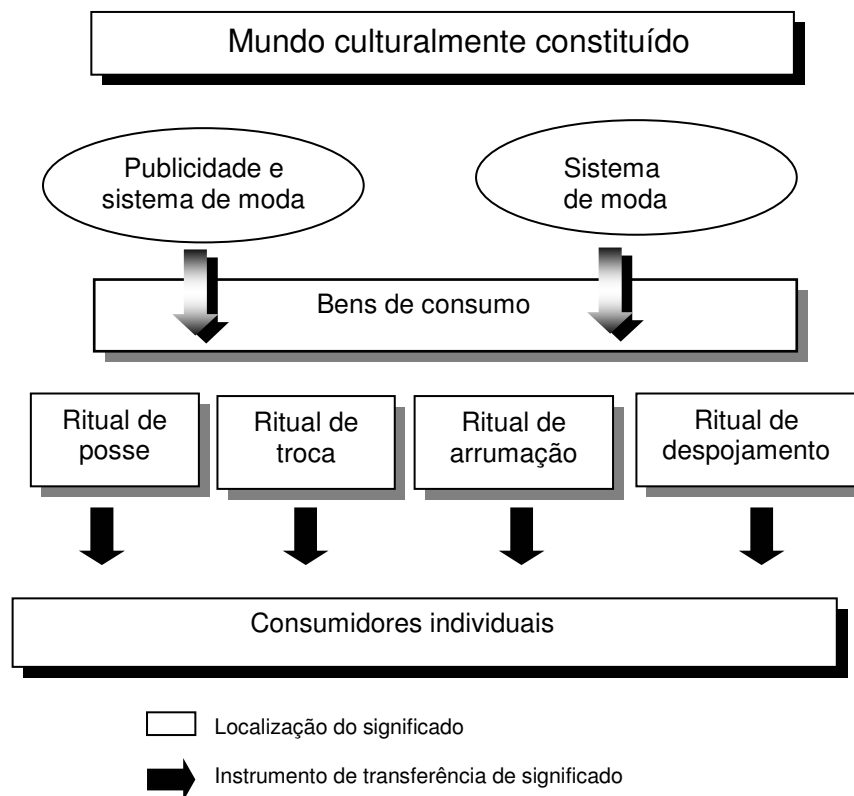 Mundo culturalmente constituído
Publicidade e
sistema de moda
Sistema
de moda
Bens de consumo
Ritual de
posse
Ritual de
troca
Ritual de
arrumação
Ritual de
despojamento
Consumidores individuais
Localização do significado
Instrumento de transferência de significado